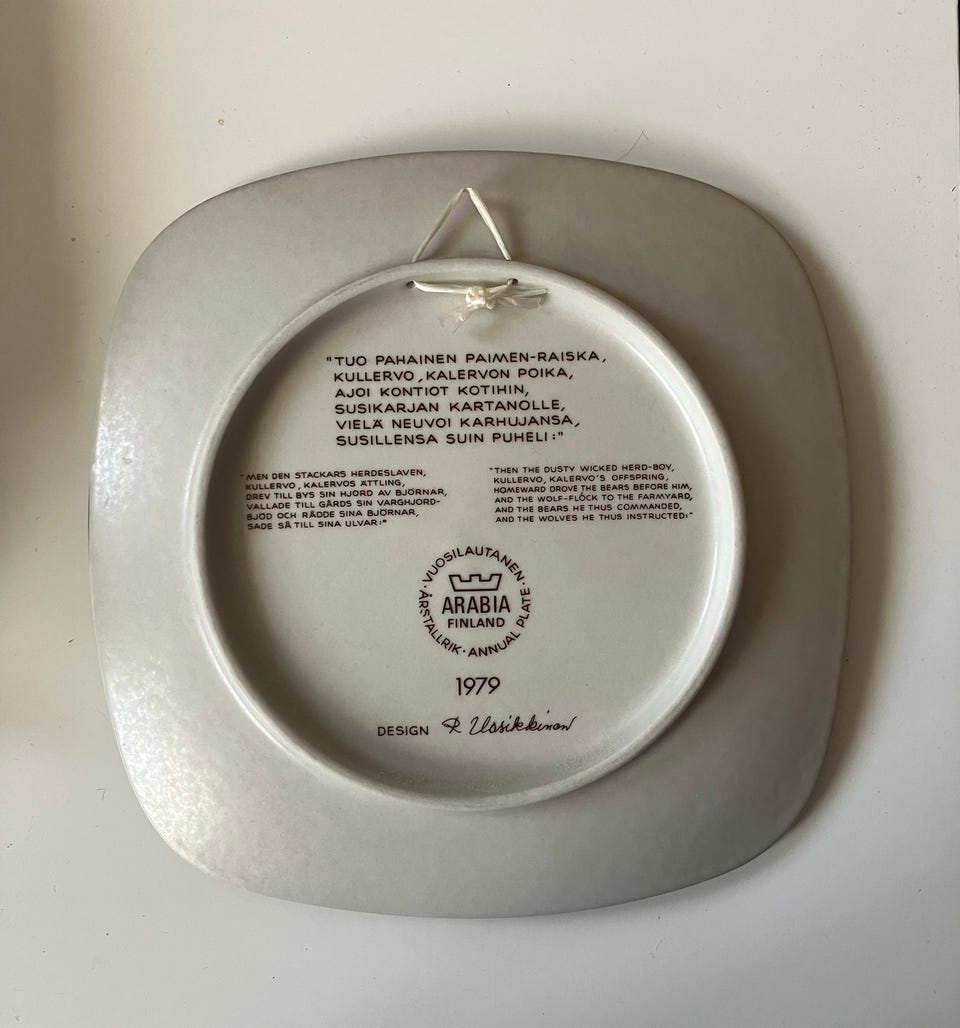 "TUO PAHAINEN PAIMEN-RAISKA,
KULLERVO, KALERVON POIKA,
AJOI KONTIOT KOTIHIN,
SUSIKARJAN KARTANOLLE,
VIELÄ NEUVOI KARHUJANSA,
SUSILLENSA SUIN PUHELI:"
"MEN DEN STACKARS HERDESLAVEN,
KULLERVO, KALERVOS ÄTTLING,
DREV TILL BYS SIN HJORD AV BJÖRNAR,
VALLADE TILL GÅRDS SIN VARGHJORD-
BJÖD OCH RÅDDE SINA BJÖRNAR,
SADE SÅ TILL SINA ULVAR:"
"THEN THE DUSTY WICKED HERD-BOY,
KULLERVO, KALERVO'S OFFSPRING,
HOMEWARD DROVE THE BEARS BEFORE HIM,
AND THE WOLF-FLOCK TO THE FARMYARD,
AND THE BEARS HE THUS COMMANDED,
AND THE WOLVES HE THUS INSTRUCTED:"
· VUOSILAUTANEN · ANNUAL PLATE · ÅRSTALLRIK
ARABIA
FINLAND
1979
DESIGN R Uosikkinen